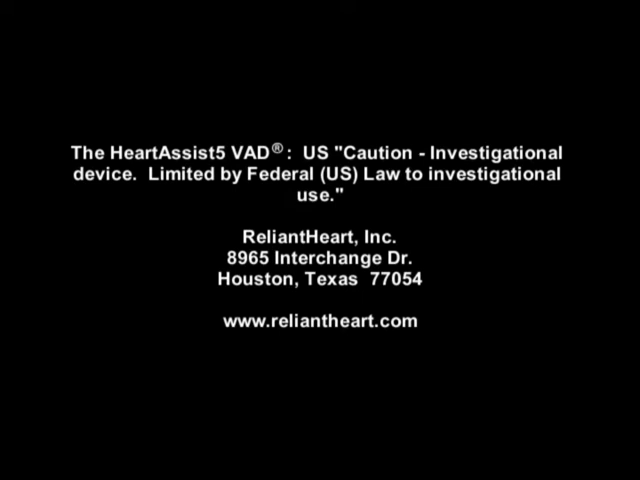 The HeartAssist5 VAD®:  US "Caution - Investigational
device.  Limited by Federal (US) Law to investigational
use."
ReliantHeart, Inc.
8965 Interchange Dr.
Houston, Texas  77054
www.reliantheart.com